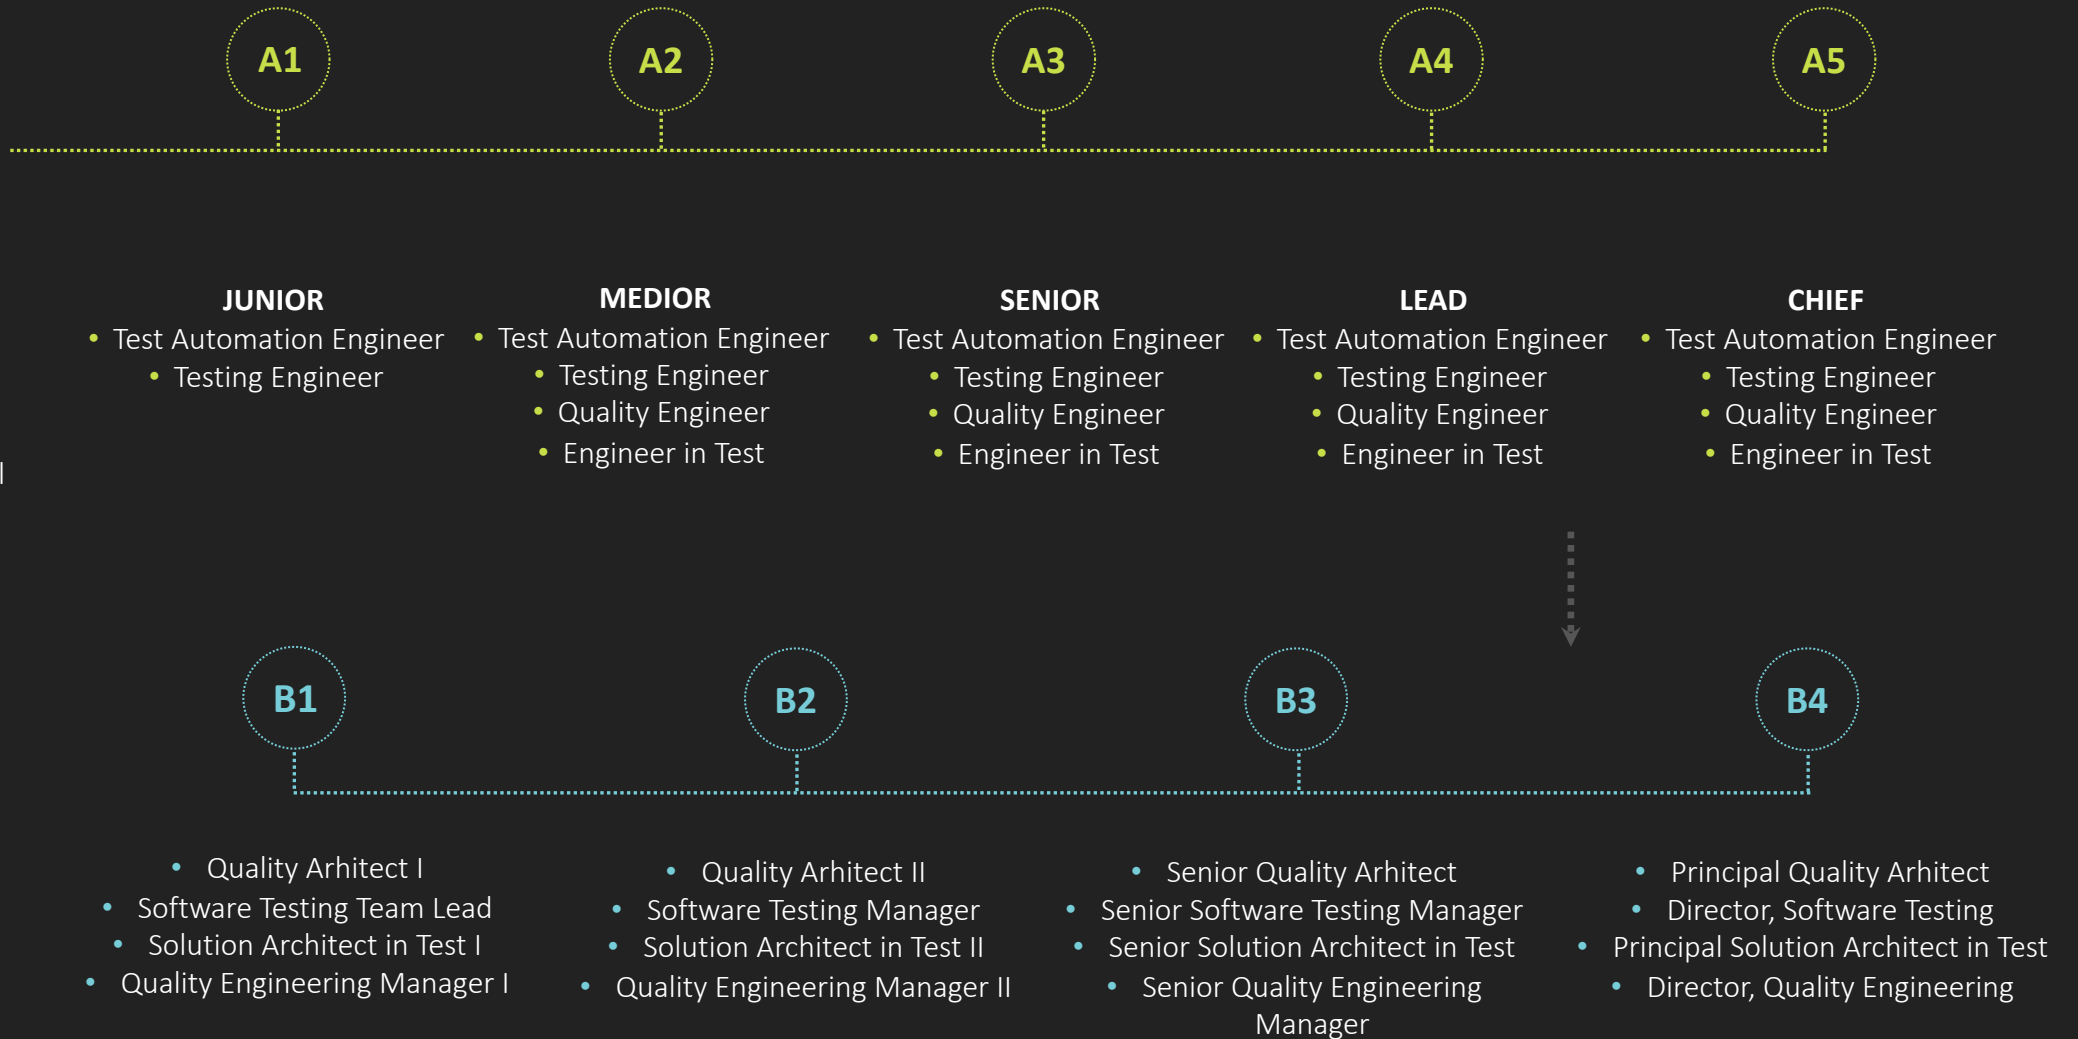 A1
A2
A3
A4
A5
JUNIOR
• Test Automation Engineer
• Testing Engineer
MEDIOR
• Test Automation Engineer
• Testing Engineer
• Quality Engineer
• Engineer in Test
SENIOR
• Test Automation Engineer
• Testing Engineer
• Quality Engineer
• Engineer in Test
LEAD
• Test Automation Engineer
• Testing Engineer
• Quality Engineer
• Engineer in Test
CHIEF
• Test Automation Engineer
• Testing Engineer
• Quality Engineer
• Engineer in Test
B1
B2
B3
B4
• Quality Arhitect I
• Software Testing Team Lead
• Solution Architect in Test I
• Quality Engineering Manager I
• Quality Arhitect II
• Software Testing Manager
• Solution Architect in Test II
• Quality Engineering Manager II
• Senior Quality Arhitect
• Senior Software Testing Manager
• Senior Solution Architect in Test
• Senior Quality Engineering
Manager
• Principal Quality Arhitect
• Director, Software Testing
• Principal Solution Architect in Test
• Director, Quality Engineering